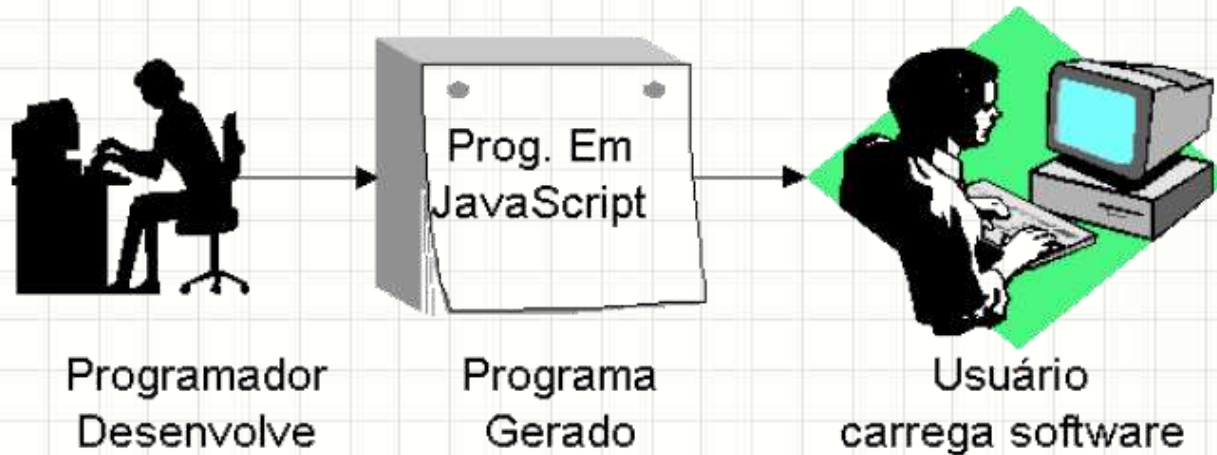 Prog. Em
JavaScript
Programador
Desenvolve
Programa
Gerado
Usuário
carrega software